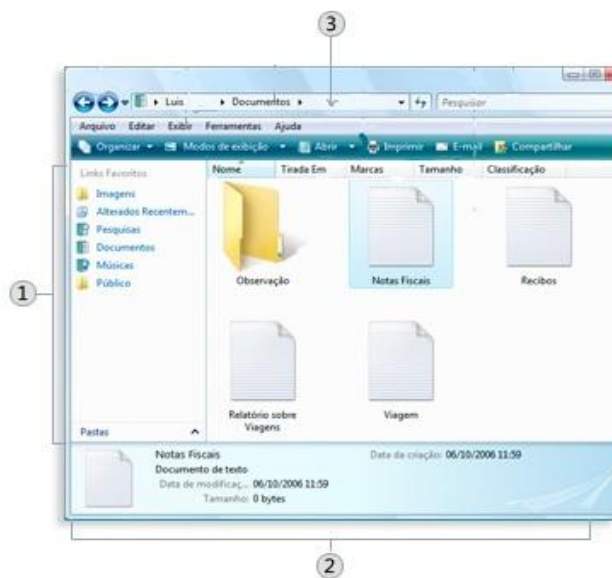 3
Luis Documentos Pesquisar
Arquivo Editar Exibir Ferramentas Ajuda
Organizar Modos de exibição Abrir Imprimir E-mail Compartilhar
Links Favoritos
Nome Tirada Em Marcas Tamanho Classificação
Imagens
Alterados Recentem...
Pesquisas
Documentos
Músicas
Público
Observação Notas Fiscais Recibos
1
Relatório sobre
Viagens
Viagem
Pastas
Notas Fiscais
Documento de texto
Data de modificaç... 06/10/2006 11:59
Tamanho: 0 bytes
Data da criação: 06/10/2006 11:59
2